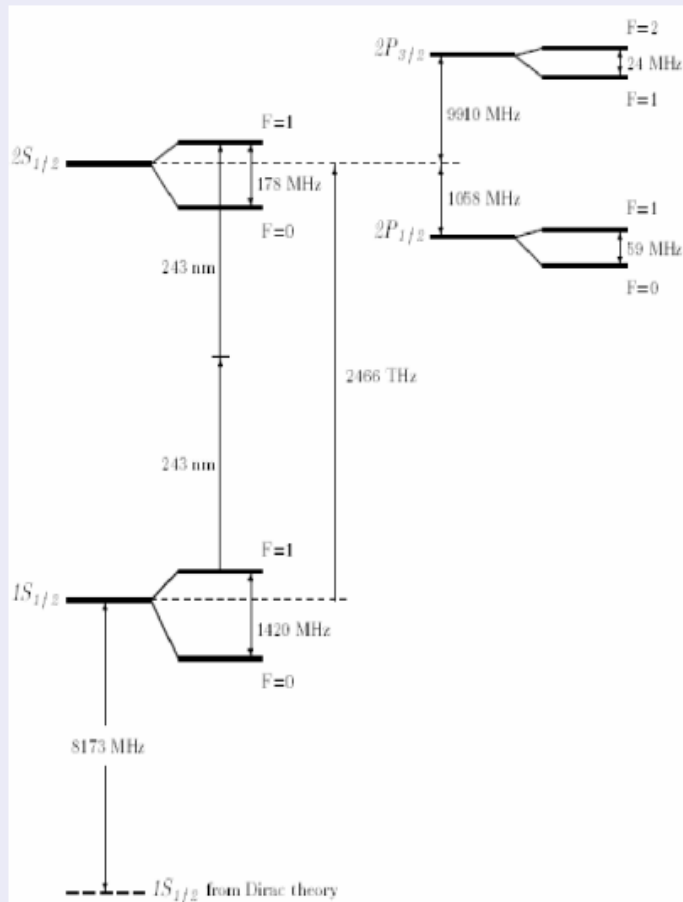 F=2
2P3/2
24 MHz
F=1
9910 MHz
F=1
2S1/2
178 MHz
1058 MHz
F=1
F=0
2P1/2
59 MHz
243 nm
F=0
2466 THz
243 nm
F=1
1S1/2
1420 MHz
F=0
8173 MHz
1S1/2 from Dirac theory